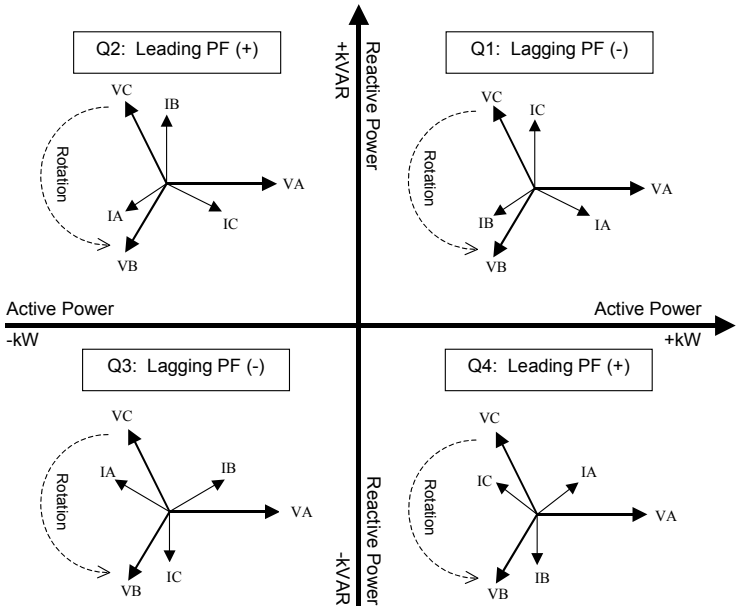 Q2: Leading PF (+)
VC
IB
Rotation
VA
IA
IC
VB
+kVAR
Reactive Power
Q1: Lagging PF (-)
VC
IC
Rotation
VA
IB
IA
VB
Active Power
-kW
Active Power
+kW
Q3: Lagging PF (-)
VC
IA
IB
Rotation
VA
IC
VB
-kVAR
Reactive Power
Q4: Leading PF (+)
VC
IA
IC
Rotation
VA
IB
VB